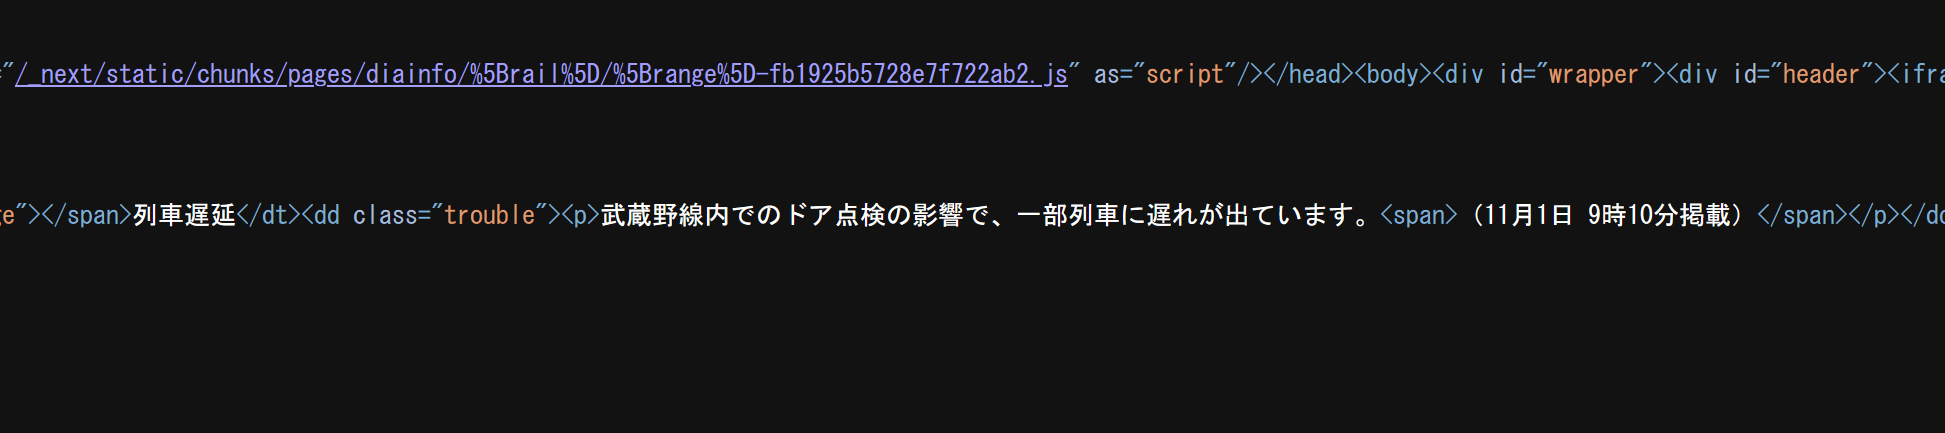 ="/_next/static/chunks/pages/diainfo/%5Brail%5D/%5Brange%5D-fb1925b5728e7f722ab2.js" as="script"/></head><body><div id="wrapper"><div id="header"><ifra
ge"></span>列車遅延</dt><dd class="trouble"><p>武蔵野線内でのドア点検の影響で、一部列車に遅れが出ています。<span>（11月1日 9時10分掲載）</span></p></dd